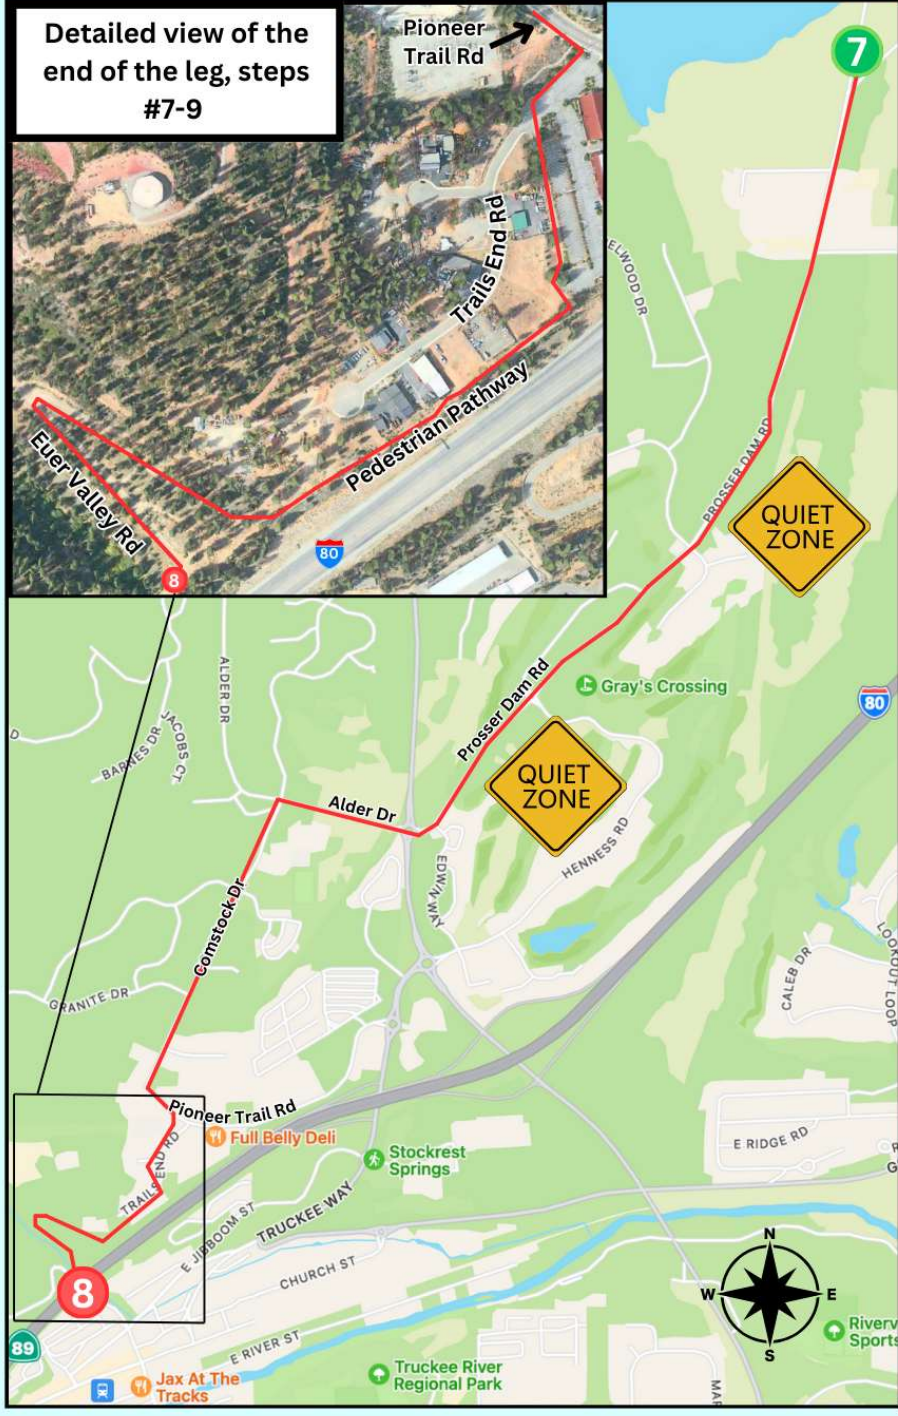 Detailed view of the
end of the leg, steps
#7-9
Pioneer
Trail Rd
7
Trails End Rd
ELWOOD DR
Pedestrian Pathway
Euer Valley Rd
80
8
PROSSER DAM RD
QUIET
ZONE
ALDER DR
JACOBS CT
BARNES DR
D
Prosser Dam Rd
Gray's Crossing
80
QUIET
ZONE
Alder Dr
HENNESS RD
EDWIN WAY
Comstock Dr
GRANITE DR
CALEB DR
LOOKOUT LOOP
Pioneer Trail Rd
Full Belly Deli
TRAILS END RD
Stockrest
Springs
E RIDGE RD
R
G
E JIBBOOM ST
TRUCKEE WAY
CHURCH ST
8
N
W
E
S
89
E RIVER ST
Riverv
Sports
Jax At The
Tracks
Truckee River
Regional Park
MAR